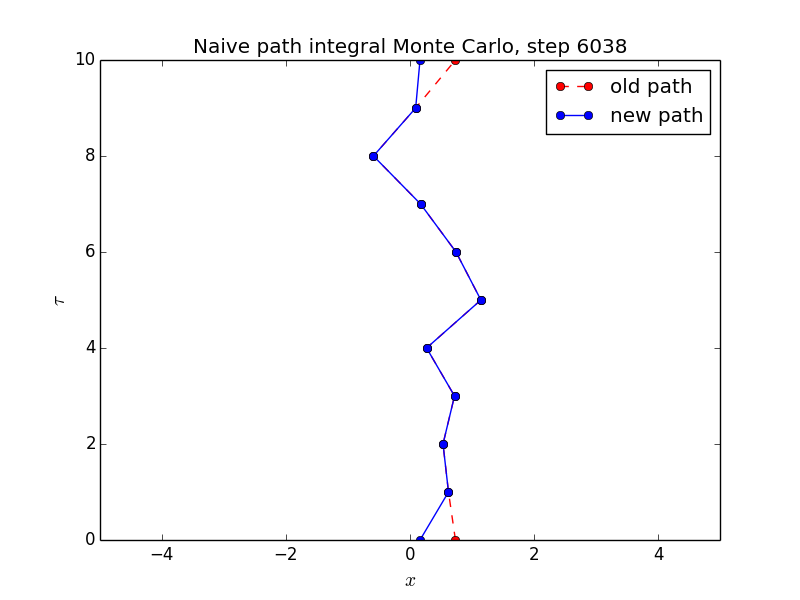 Naive path integral Monte Carlo, step 6038
10
old path
new path
8
6
τ
4
2
0
−4 −2 0 2 4
x